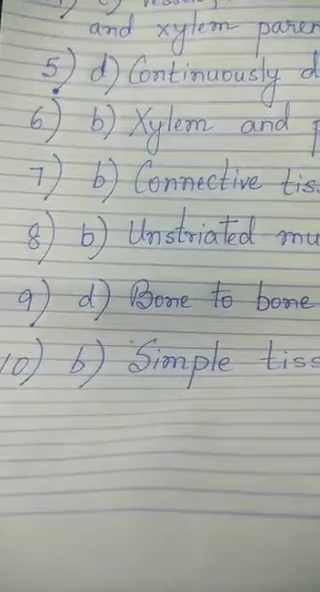 and xylem paren
5) d) Continuously d
6) b) Xylem and
7) b) Connective tis
8) b) Unstriated mu
9) d) Bone to bone
10) b) Simple tiss